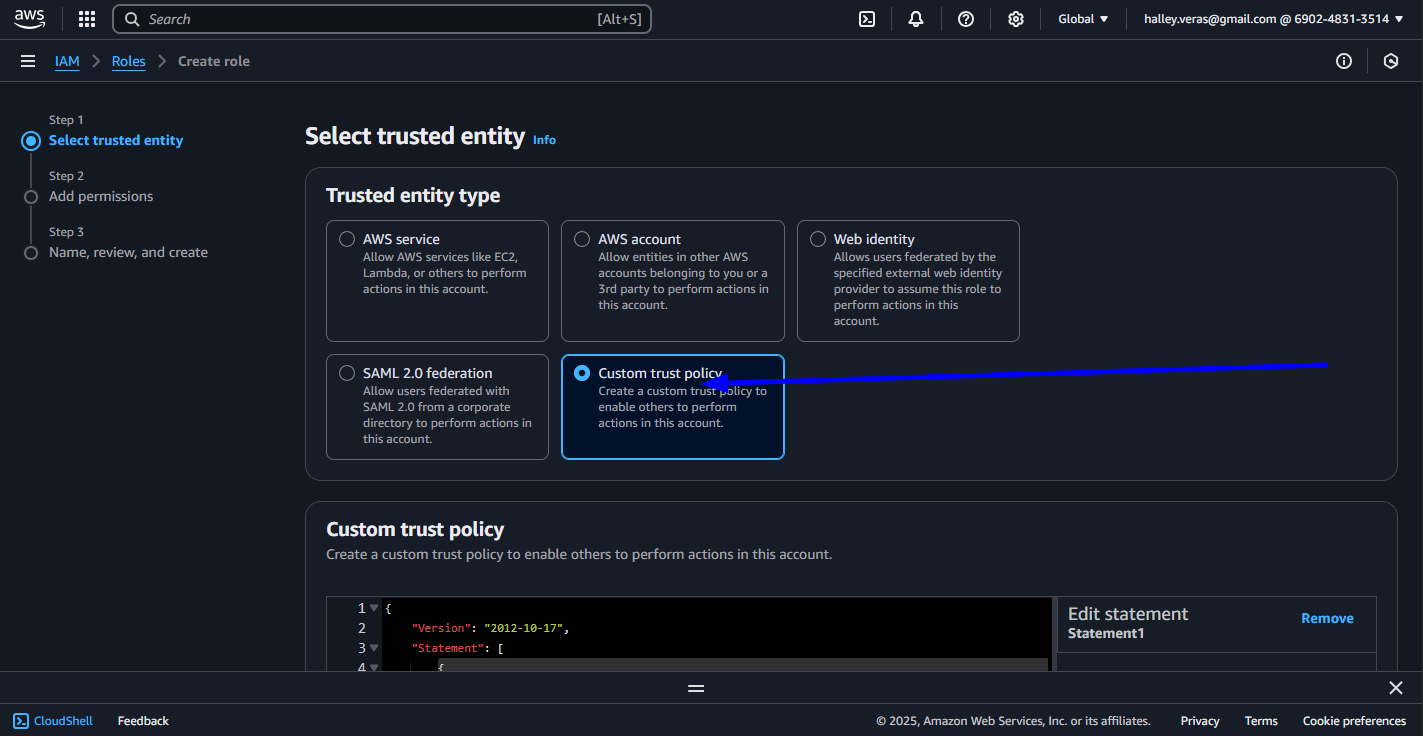 aws
Search
[Alt+S]
Global
halley.veras@gmail.com @ 6902-4831-3514
IAM
Roles
Create role
Step 1
Select trusted entity
Step 2
Add permissions
Step 3
Name, review, and create
Select trusted entity Info
Trusted entity type
AWS service
Allow AWS services like EC2,
Lambda, or others to perform
actions in this account.
AWS account
Allow entities in other AWS
accounts belonging to you or a
3rd party to perform actions in
this account.
Web identity
Allows users federated by the
specified external web identity
provider to assume this role to
perform actions in this
account.
SAML 2.0 federation
Allow users federated with
SAML 2.0 from a corporate
directory to perform actions in
this account.
Custom trust policy
Create a custom trust policy to
enable others to perform
actions in this account.
Custom trust policy
Create a custom trust policy to enable others to perform actions in this account.
1 {
2 "Version": "2012-10-17",
3 "Statement": [
4 {
Edit statement
Remove
Statement1
CloudShell
Feedback
© 2025, Amazon Web Services, Inc. or its affiliates.
Privacy
Terms
Cookie preferences